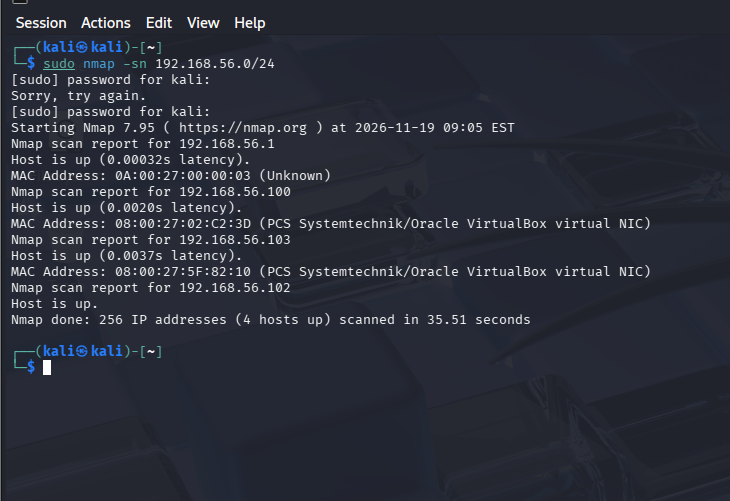 Session Actions Edit View Help
┌──(kali㉿kali)-[~]
└─$ sudo nmap -sn 192.168.56.0/24
[sudo] password for kali:
Sorry, try again.
[sudo] password for kali:
Starting Nmap 7.95 ( https://nmap.org ) at 2026-11-19 09:05 EST
Nmap scan report for 192.168.56.1
Host is up (0.00032s latency).
MAC Address: 0A:00:27:00:00:03 (Unknown)
Nmap scan report for 192.168.56.100
Host is up (0.0020s latency).
MAC Address: 08:00:27:02:C2:3D (PCS Systemtechnik/Oracle VirtualBox virtual NIC)
Nmap scan report for 192.168.56.103
Host is up (0.0037s latency).
MAC Address: 08:00:27:5F:82:10 (PCS Systemtechnik/Oracle VirtualBox virtual NIC)
Nmap scan report for 192.168.56.102
Host is up.
Nmap done: 256 IP addresses (4 hosts up) scanned in 35.51 seconds
┌──(kali㉿kali)-[~]
└─$